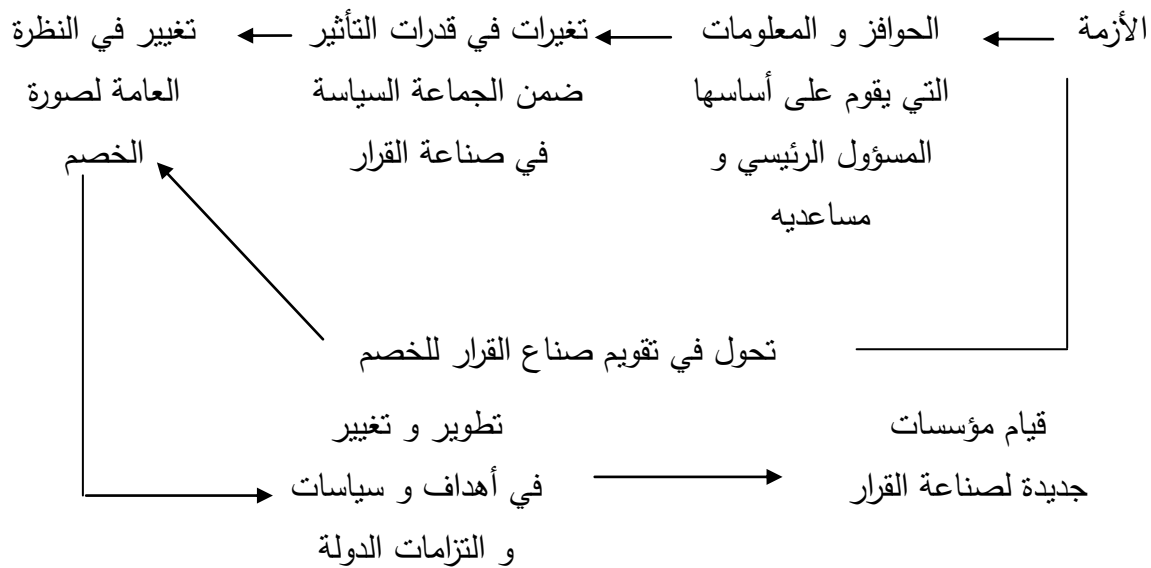 الأزمة
الحوافز و المعلومات
التي يقوم على أساسها
المسؤول الرئيسي و
مساعديه
تغيرات في قدرات التأثير
ضمن الجماعة السياسة
في صناعة القرار
تغيير في النظرة
العامة لصورة
الخصم
تحول في تقويم صناع القرار للخصم
تطوير و تغيير
في أهداف و سياسات
و التزامات الدولة
قيام مؤسسات
جديدة لصناعة القرار